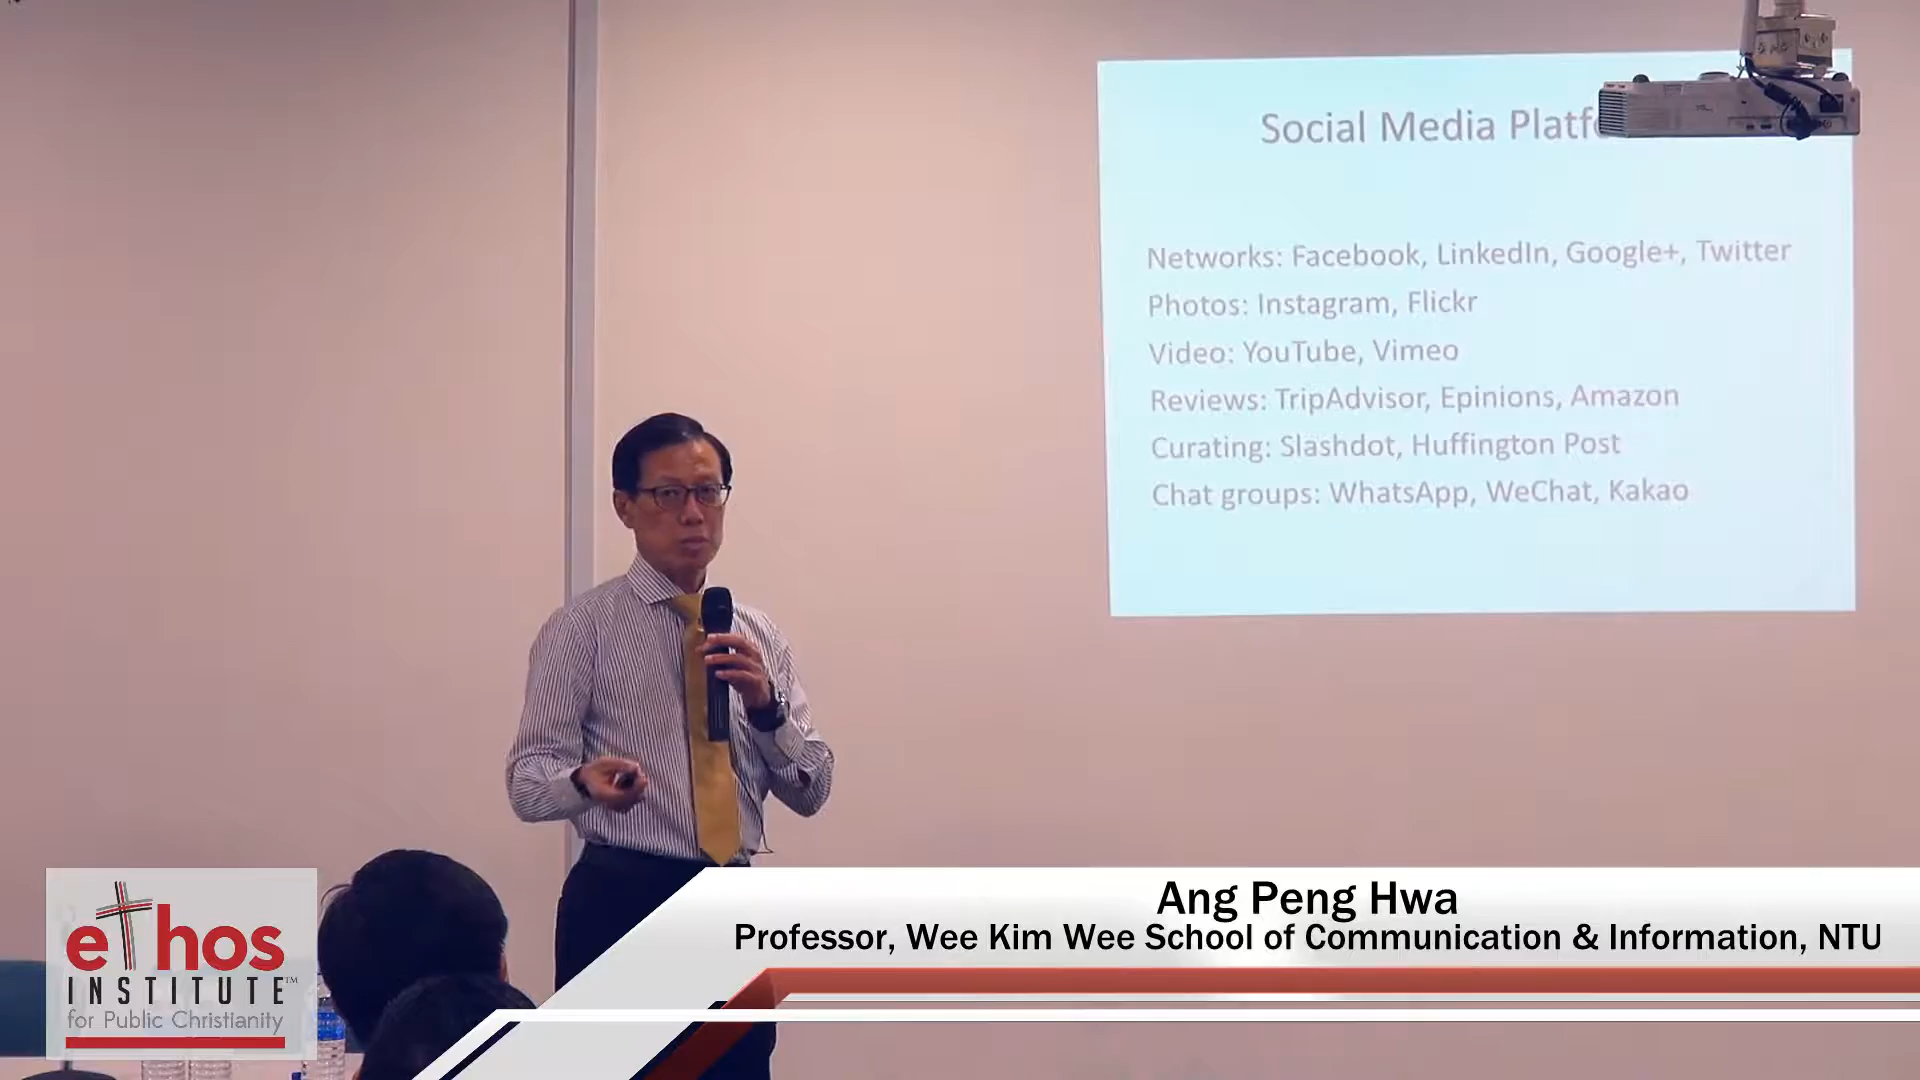 Social Media Platf
Networks: Facebook, LinkedIn, Google+, Twitter
Photos: Instagram, Flickr
Video: YouTube, Vimeo
Reviews: TripAdvisor, Epinions, Amazon
Curating: Slashdot, Huffington Post
Chat groups: WhatsApp, WeChat, Kakao
Ang Peng Hwa
Professor, Wee Kim Wee School of Communication & Information, NTU
ethos
INSTITUTE™
for Public Christianity